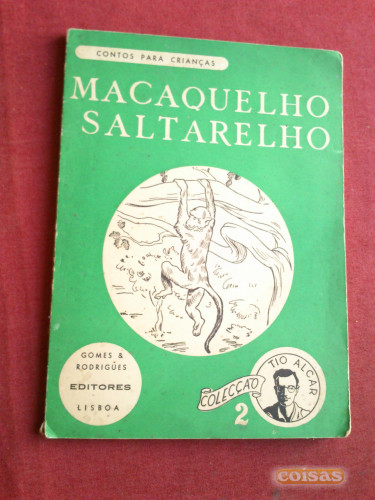 CONTOS PARA CRIANÇAS
MACAQUELHO
SALTARELHO
GOMES &
RODRIGUES
EDITORES
LISBOA
COLECÇÃO
2
TIO ALCAR
coisas